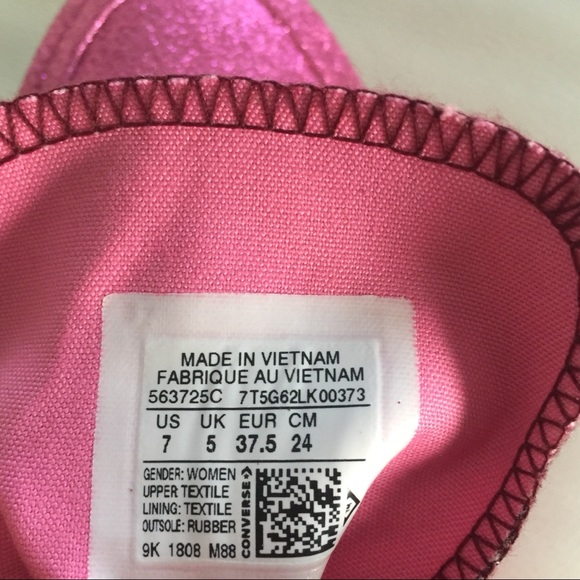 MADE IN VIETNAM
FABRIQUE AU VIETNAM
563725C 7T5G62LK00373
US UK EUR CM
7 5 37.5 24
GENDER: WOMEN
UPPER: TEXTILE
LINING: TEXTILE
OUTSOLE: RUBBER
9K 1808 M88
CONVERSE